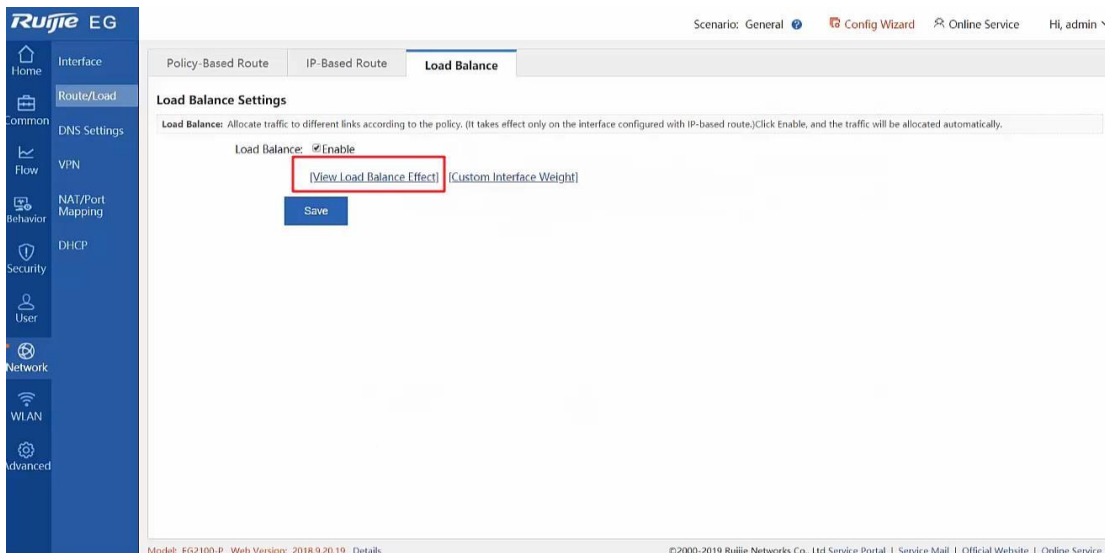 Ruijie EG
Scenario: General
Config Wizard
Online Service
Hi, admin
Home
Common
Flow
Behavior
Security
User
Network
WLAN
Advanced
Interface
Route/Load
DNS Settings
VPN
NAT/Port
Mapping
DHCP
Policy-Based Route
IP-Based Route
Load Balance
Load Balance Settings
Load Balance: Allocate traffic to different links according to the policy. (It takes effect only on the interface configured with IP-based route.)Click Enable, and the traffic will be allocated automatically.
Load Balance: Enable
[View Load Balance Effect] [Custom Interface Weight]
Save
Model: EG2100-P Web Version: 2018.9.20.19 Details
©2000-2019 Ruijie Networks Co., Ltd Service Portal | Service Mail | Official Website | Online Service